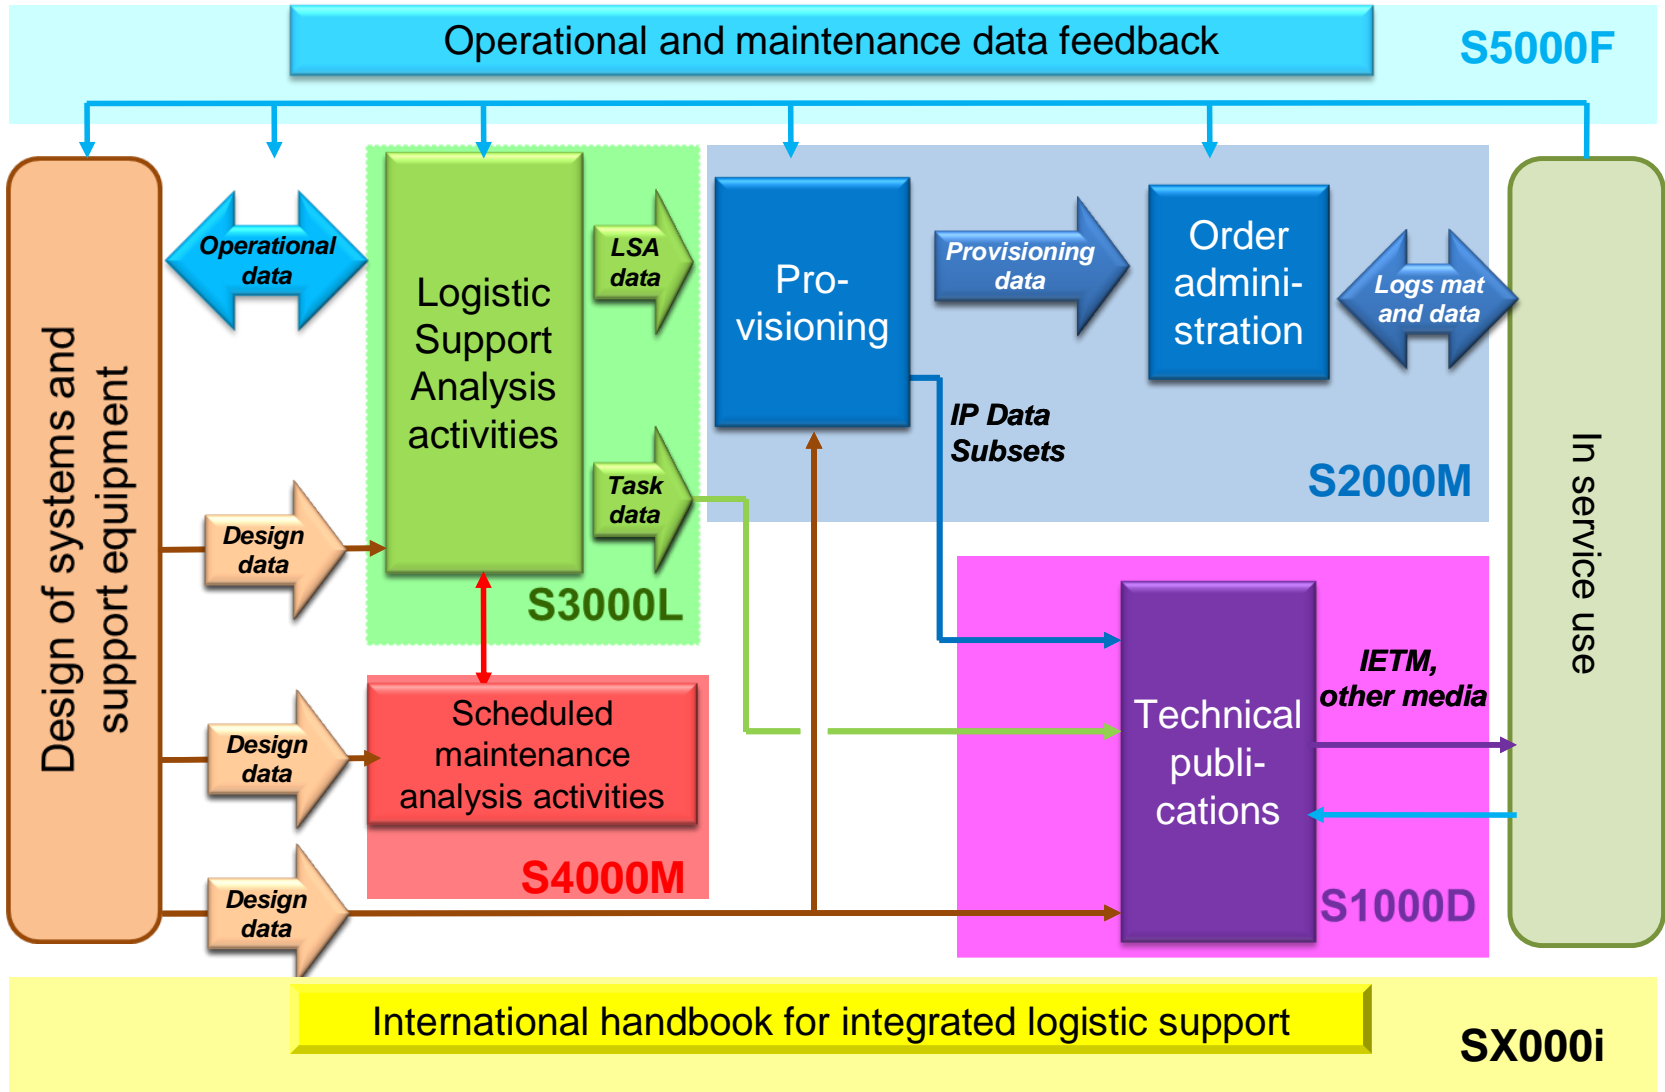 Operational and maintenance data feedback
S5000F
Design of systems and
support equipment
Operational
data
Logistic
Support
Analysis
activities
LSA
data
Task
data
S3000L
Pro-
visioning
Provisioning
data
Order
admini-
stration
Logs mat
and data
IP Data
Subsets
S2000M
In service use
Design
data
Design
data
Design
data
Scheduled
maintenance
analysis activities
S4000M
Technical
publi-
cations
IETM,
other media
S1000D
International handbook for integrated logistic support
SX000i